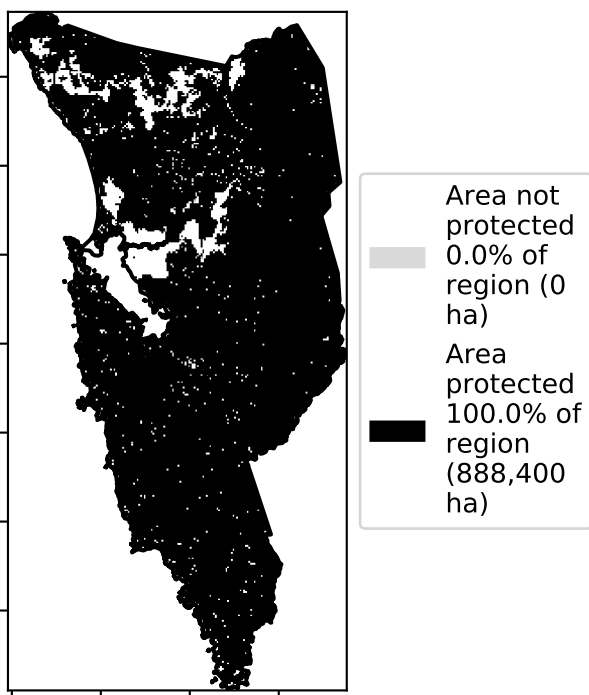 Area not
protected
0.0% of
region (0
ha)
Area
protected
100.0% of
region
(888,400
ha)